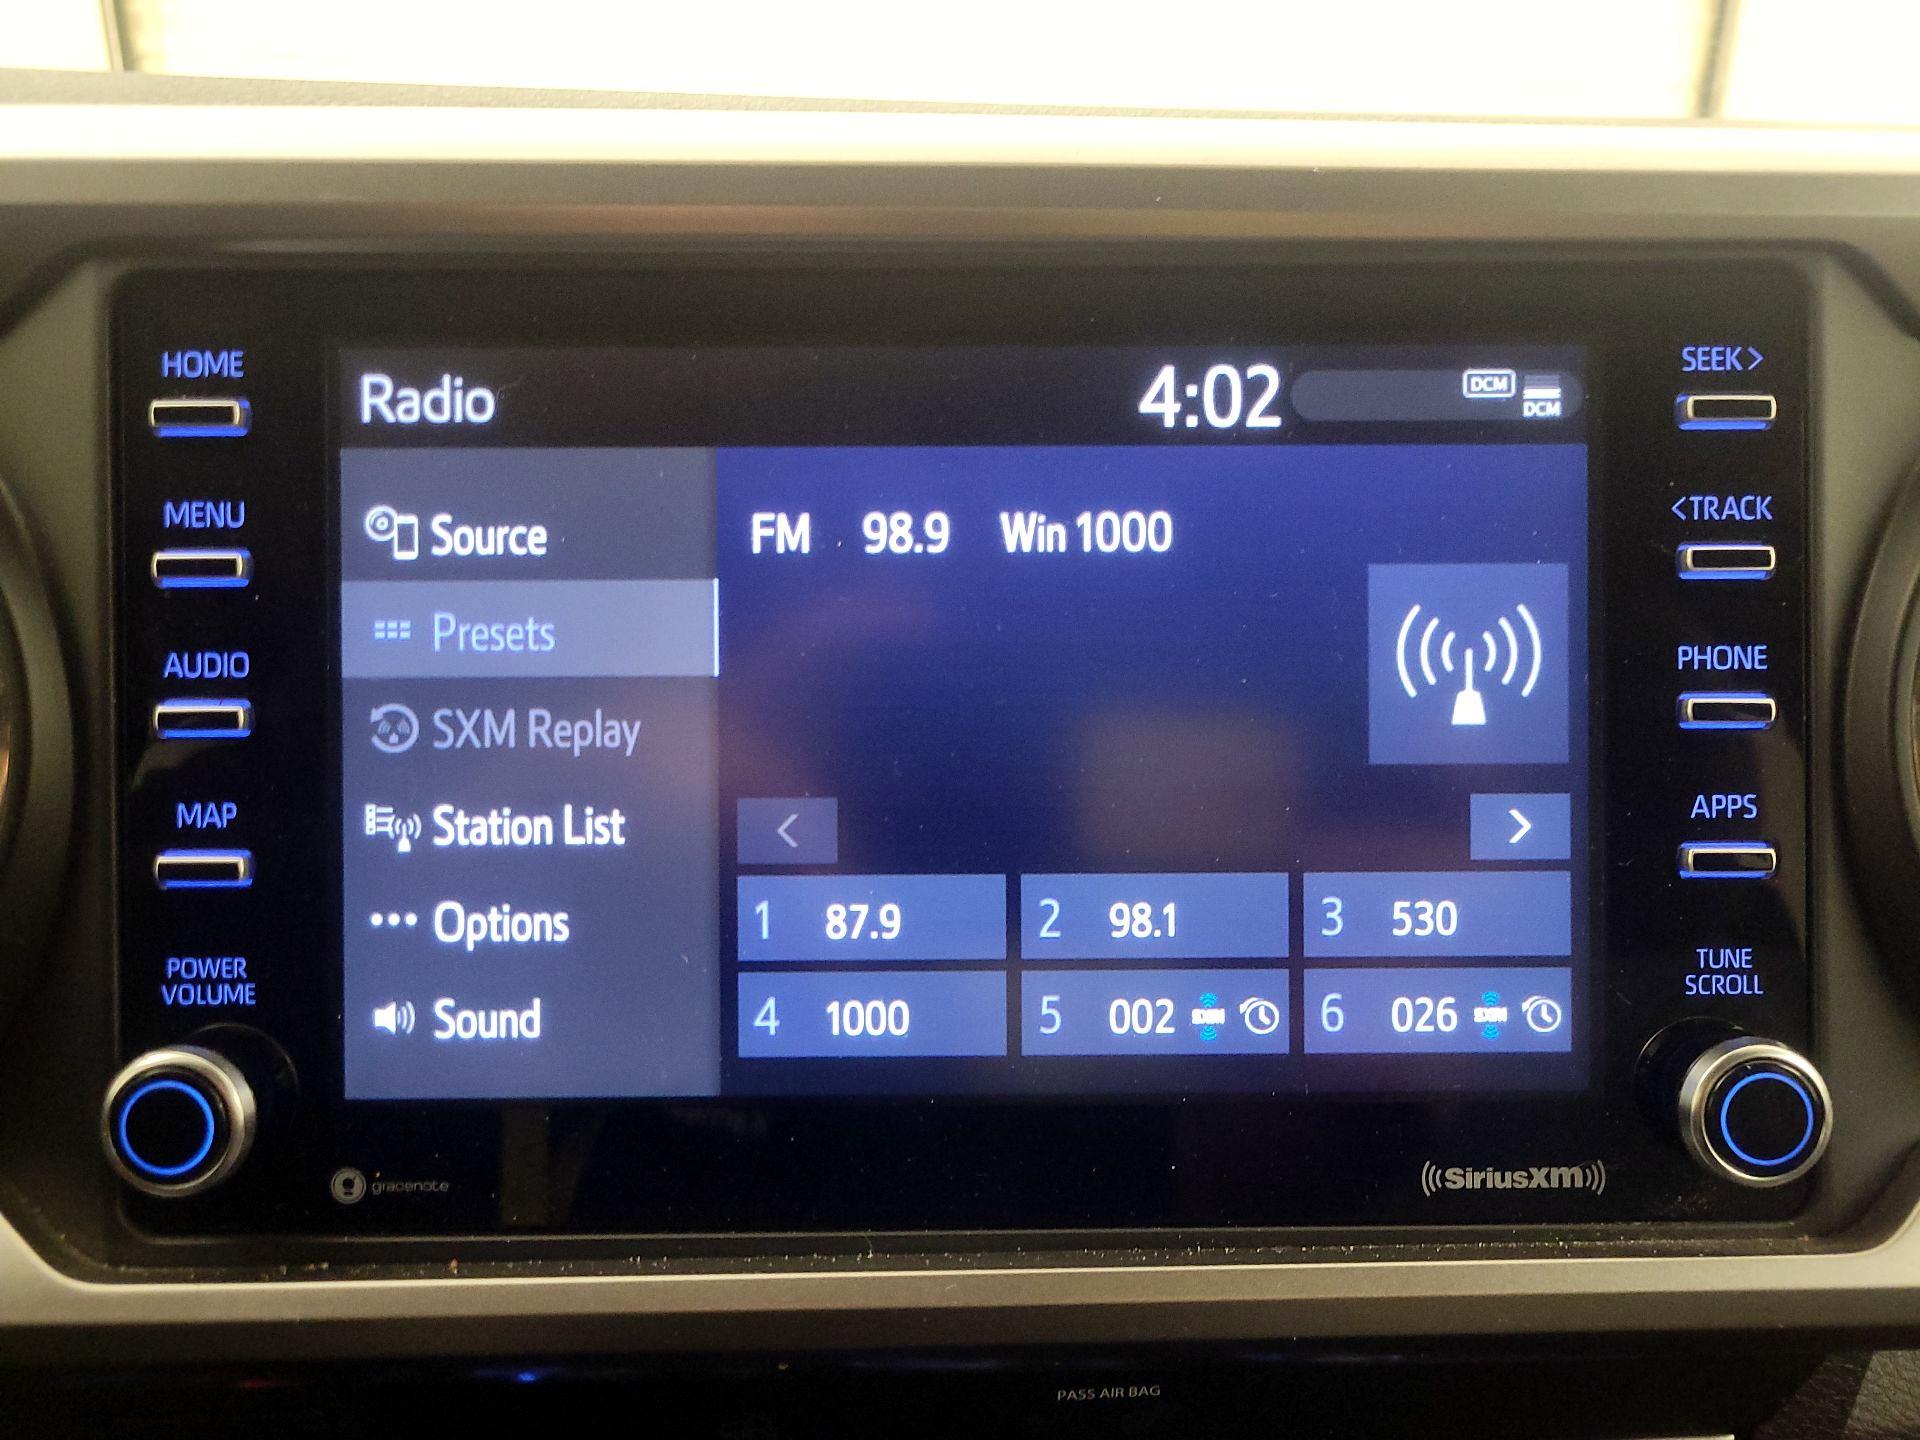 HOME
MENU
AUDIO
MAP
POWER
VOLUME
Radio
4:02
DCM
DCM
Source
Presets
SXM Replay
Station List
Options
Sound
FM 98.9 Win 1000
<
>
1 87.9
2 98.1
3 530
4 1000
5 002 SXM
6 026 SXM
SEEK>
<TRACK
PHONE
APPS
TUNE
SCROLL
gracenote
((SiriusXM))
PASS AIR BAG